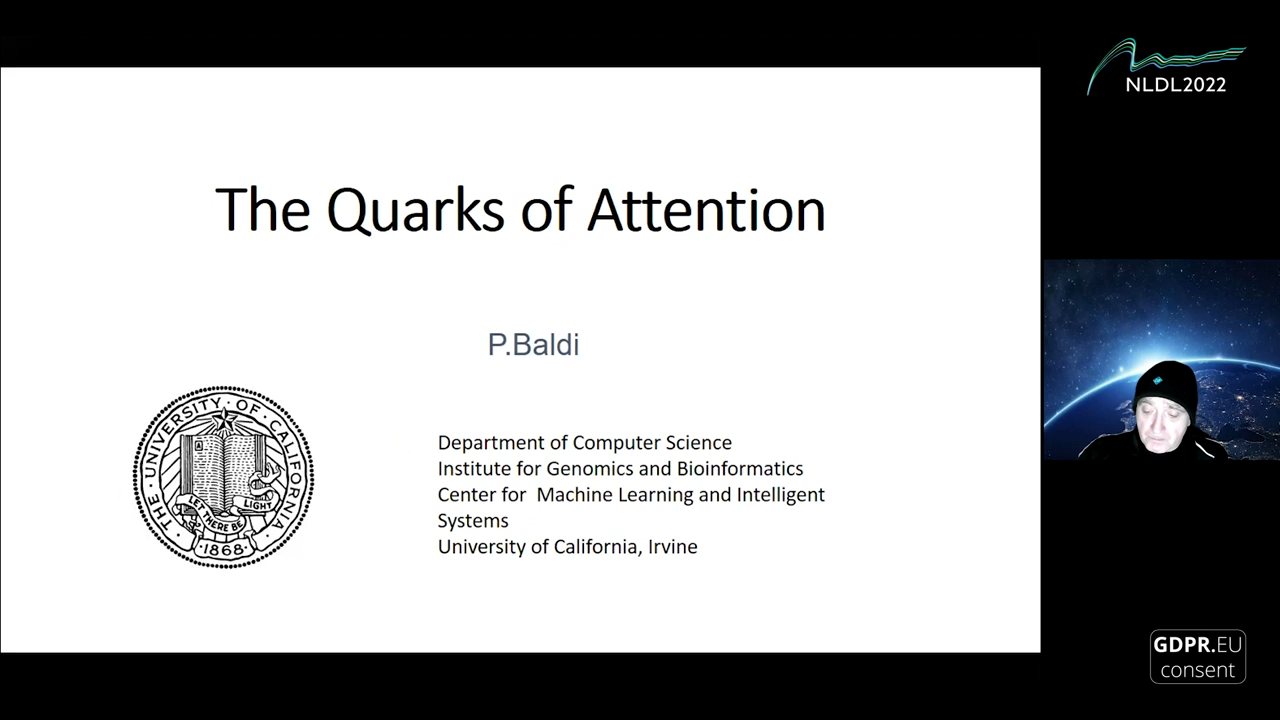 NLDL2022
The Quarks of Attention
P.Baldi
THE UNIVERSITY OF CALIFORNIA
A
LET THERE BE LIGHT
1868
Department of Computer Science
Institute for Genomics and Bioinformatics
Center for  Machine Learning and Intelligent
Systems
University of California, Irvine
GDPR.EU
consent